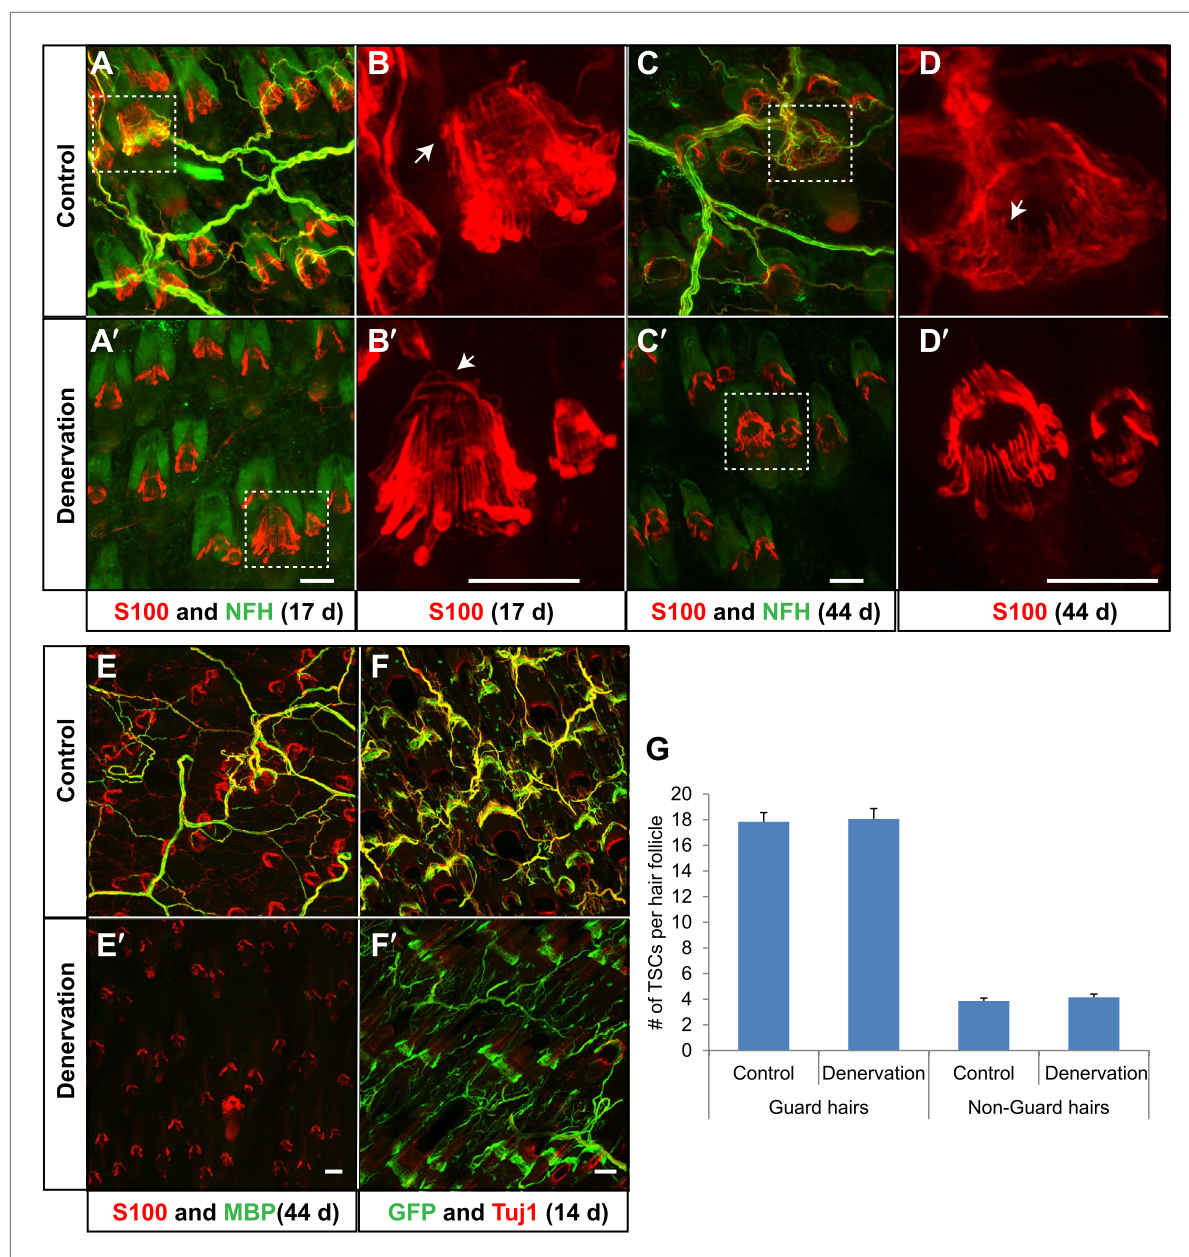 Control
A
B
C
D
Denervation
A′
B′
C′
D′
S100 and NFH (17 d)
S100 (17 d)
S100 and NFH (44 d)
S100 (44 d)
Control
E
F
Denervation
E′
F′
S100 and MBP(44 d)
GFP and Tuj1 (14 d)
G
# of TSCs per hair follicle
20
18
16
14
12
10
8
6
4
2
0
Control
Denervation
Control
Denervation
Guard hairs
Non-Guard hairs